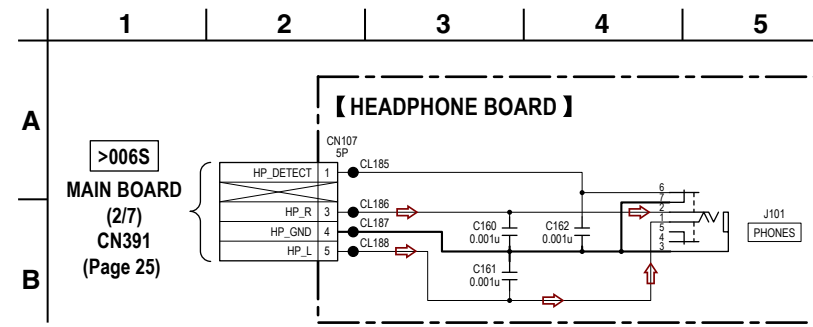 1 2 3 4 5
A
【 HEADPHONE BOARD 】
>006S
MAIN BOARD
(2/7)
CN391
(Page 25)
CN107
5P
HP_DETECT 1 CL185
HP_R 3 CL186
HP_GND 4 CL187
HP_L 5 CL188
C160
0.001u
C162
0.001u
C161
0.001u
6
7
2
1
5
4
3
J101
PHONES
B